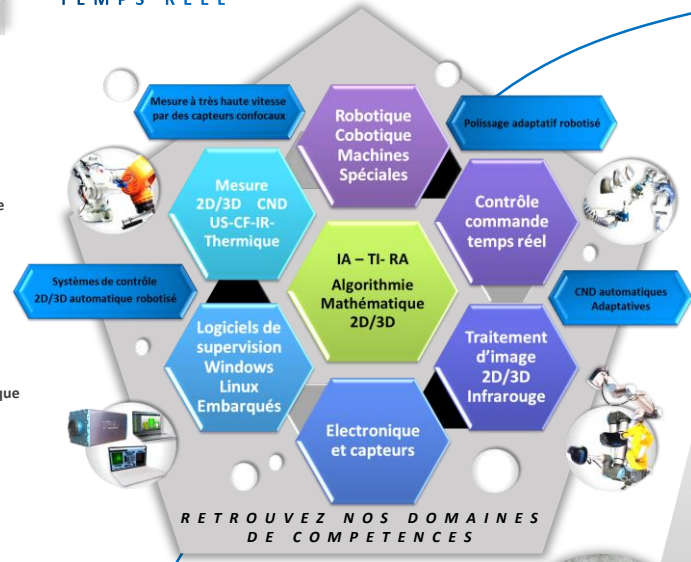 TEMPS RÉEL
Mesure à très haute vitesse
par des capteurs confocaux
Robotique
Cobotique
Machines
Spéciales
Polissage adaptatif robotisé
Mesure
2D/3D CND
US-CF-IR-
Thermique
Contrôle
commande
temps réel
e
IA – TI- RA
Algorithmie
Mathématique
2D/3D
Systèmes de contrôle
2D/3D automatique robotisé
CND automatiques
Adaptatives
Logiciels de
supervision
Windows
Linux
Embarqués
Traitement
d'image
2D/3D
Infrarouge
que
Electronique
et capteurs
RETROUVEZ NOS DOMAINES
DE COMPETENCES